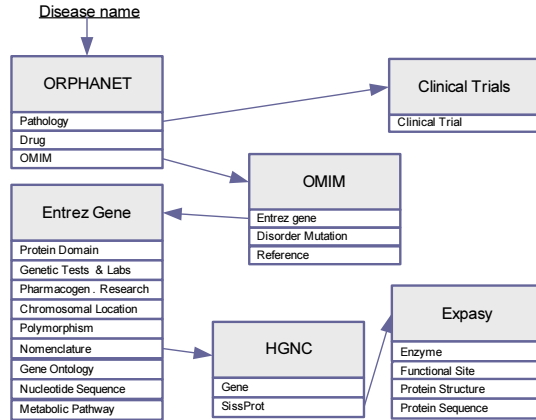 Disease name
ORPHANET
Pathology
Drug
OMIM
Clinical Trials
Clinical Trial
OMIM
Entrez gene
Disorder Mutation
Reference
Entrez Gene
Protein Domain
Genetic Tests & Labs
Pharmacogen . Research
Chromosomal Location
Polymorphism
Nomenclature
Gene Ontology
Nucleotide Sequence
Metabolic Pathway
HGNC
Gene
SissProt
Expasy
Enzyme
Functional Site
Protein Structure
Protein Sequence